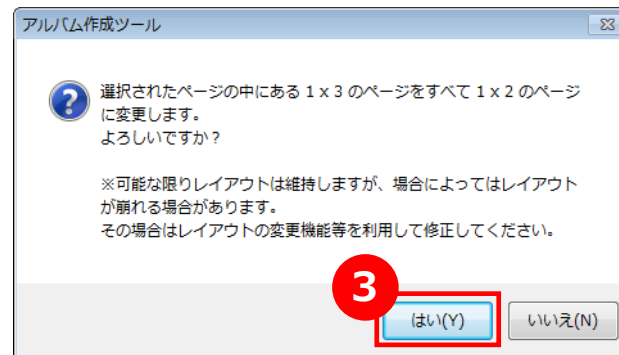 アルバム作成ツール
選択されたページの中にある 1 x 3 のページをすべて 1 x 2 のページ
に変更します。
よろしいですか？
※可能な限りレイアウトは維持しますが、場合によってはレイアウト
が崩れる場合があります。
その場合はレイアウトの変更機能等を利用して修正してください。
3
はい(Y)
いいえ(N)